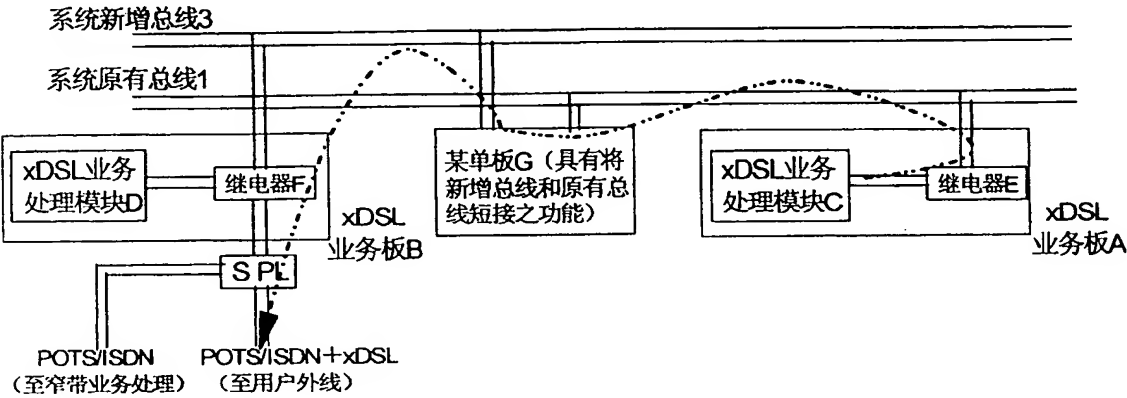 系统新增总线3
系统原有总线1
xDSL业务
处理模块D
继电器F
xDSL
业务板B
某单板G（具有将
新增总线和原有总
线短接之功能）
xDSL业务
处理模块C
继电器E
xDSL
业务板A
SPL
POTS/ISDN
（至窄带业务处理）
POTS/ISDN＋xDSL
（至用户外线）